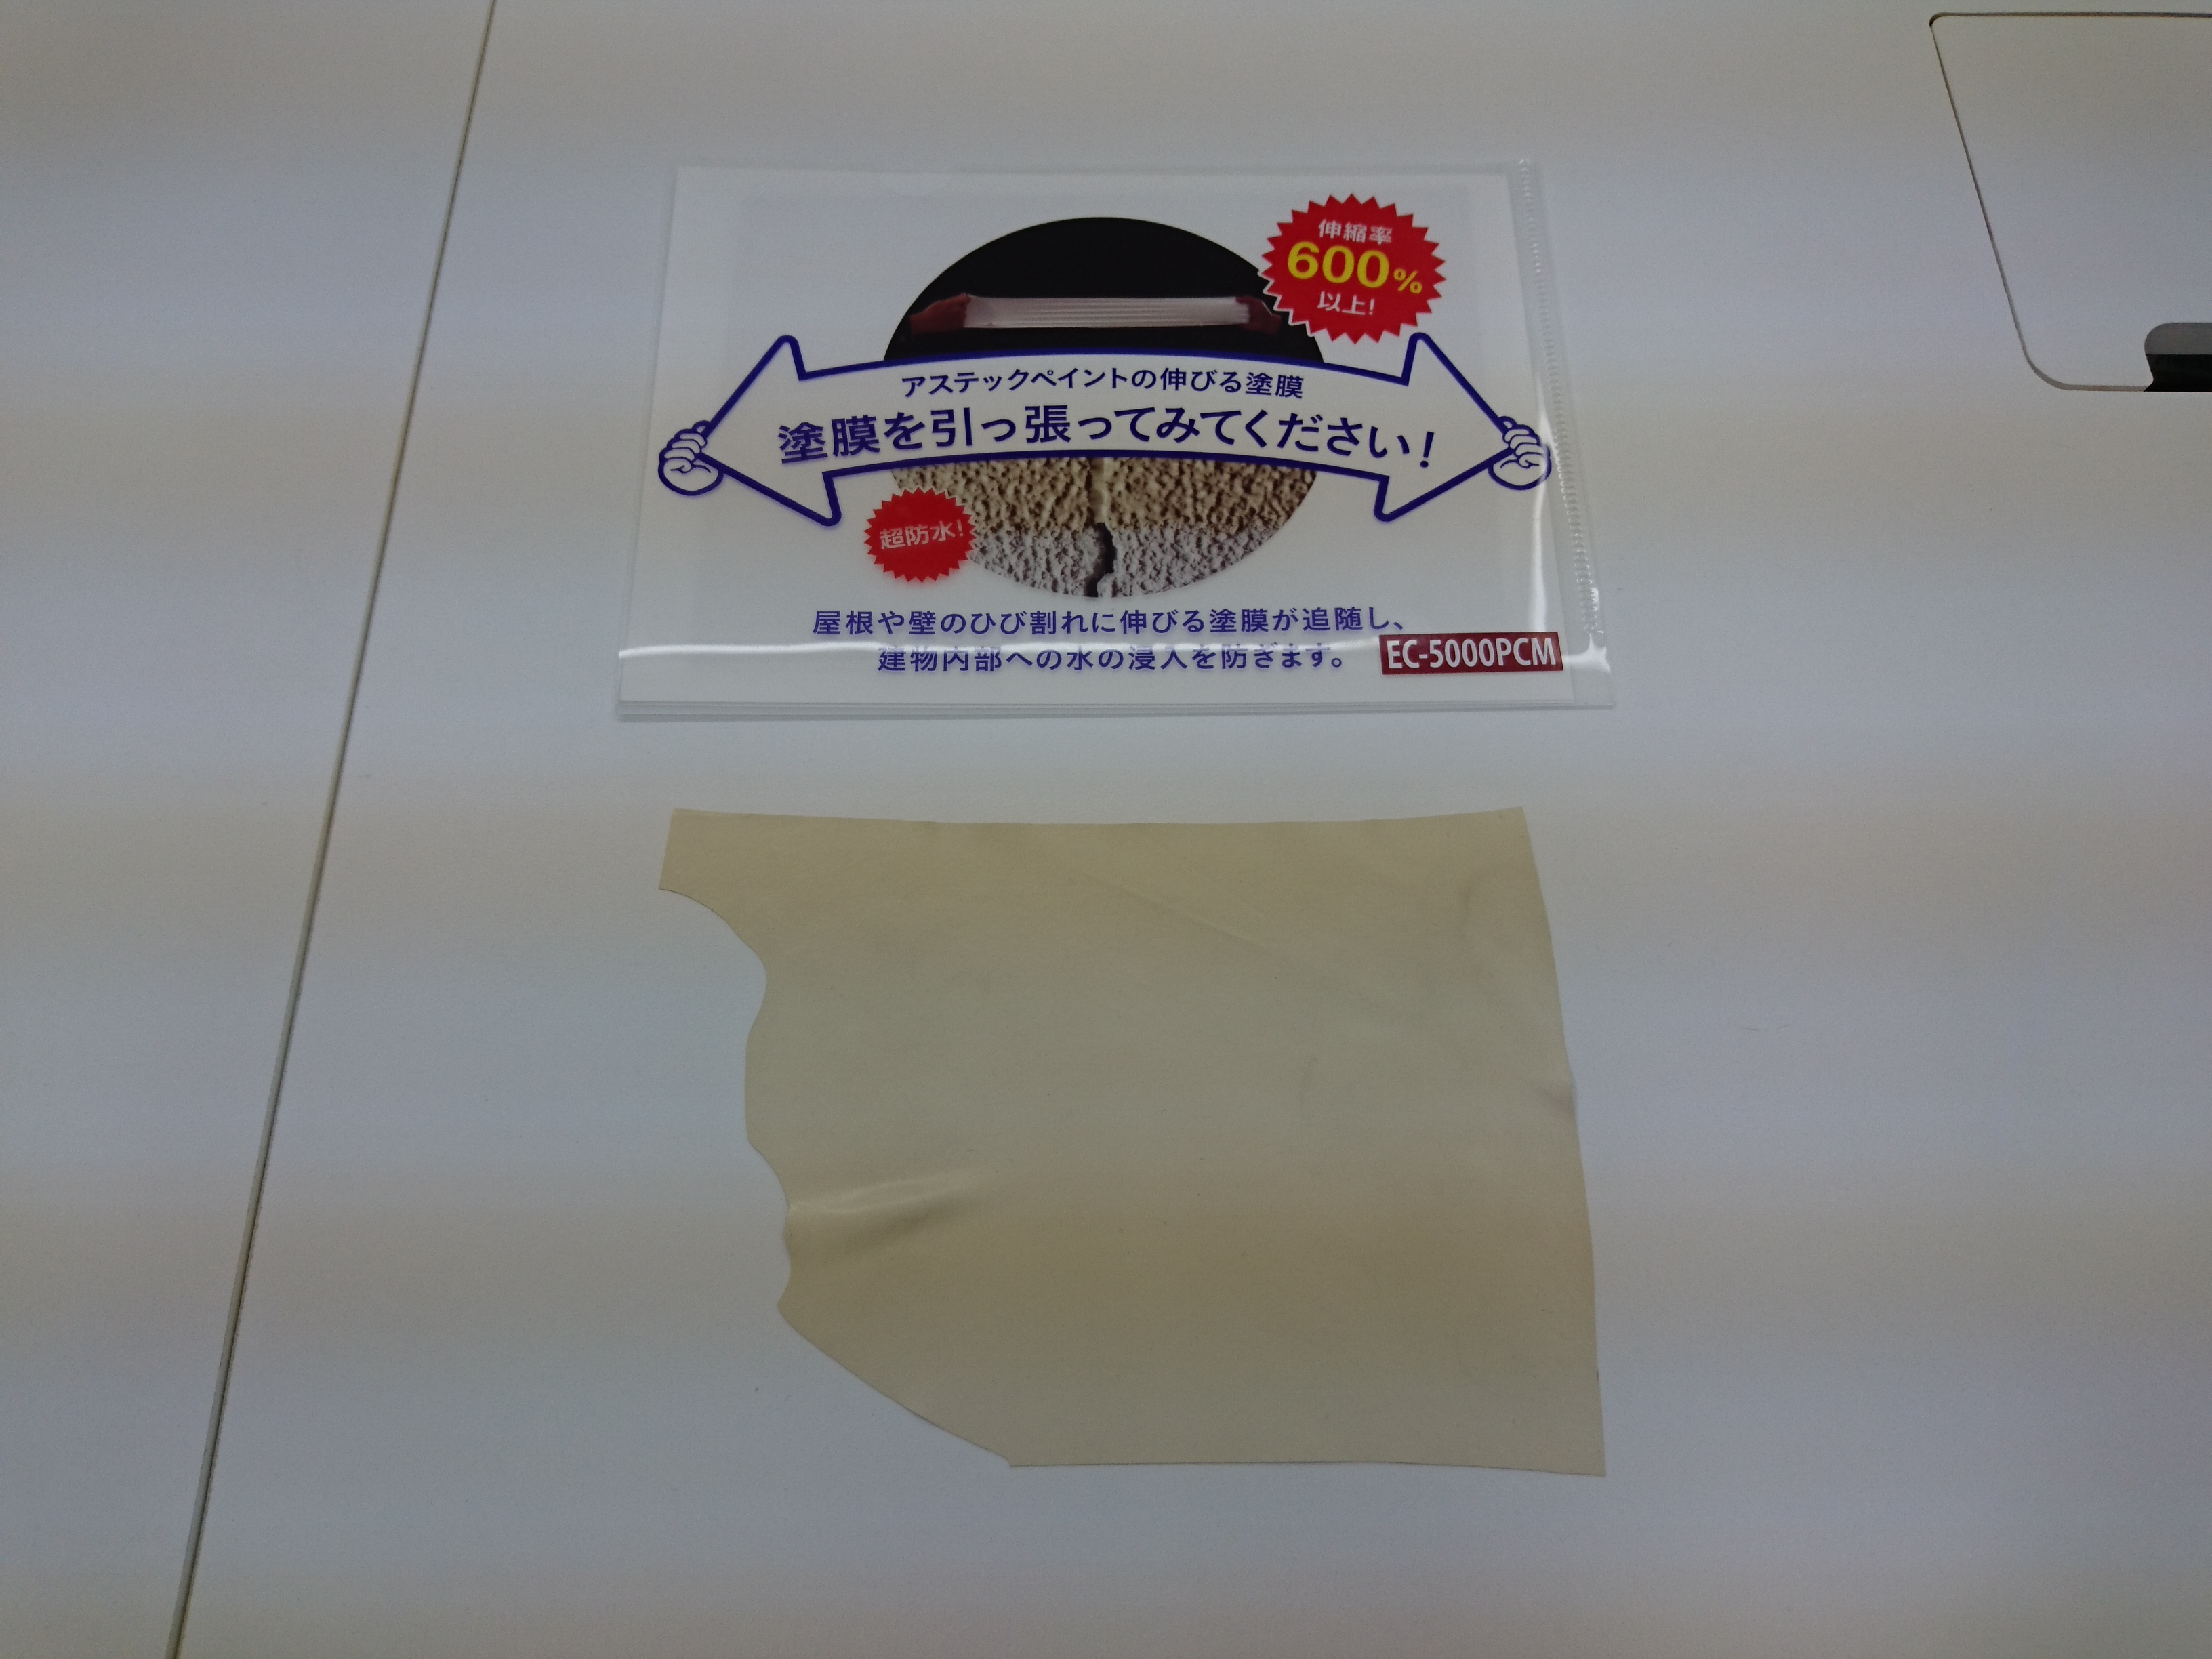 伸縮率
600%
以上!
アステックペイントの伸びる塗膜
塗膜を引っ張ってみてください!
超防水!
屋根や壁のひび割れに伸びる塗膜が追随し、
建物内部への水の浸入を防ぎます。
EC-5000PCM